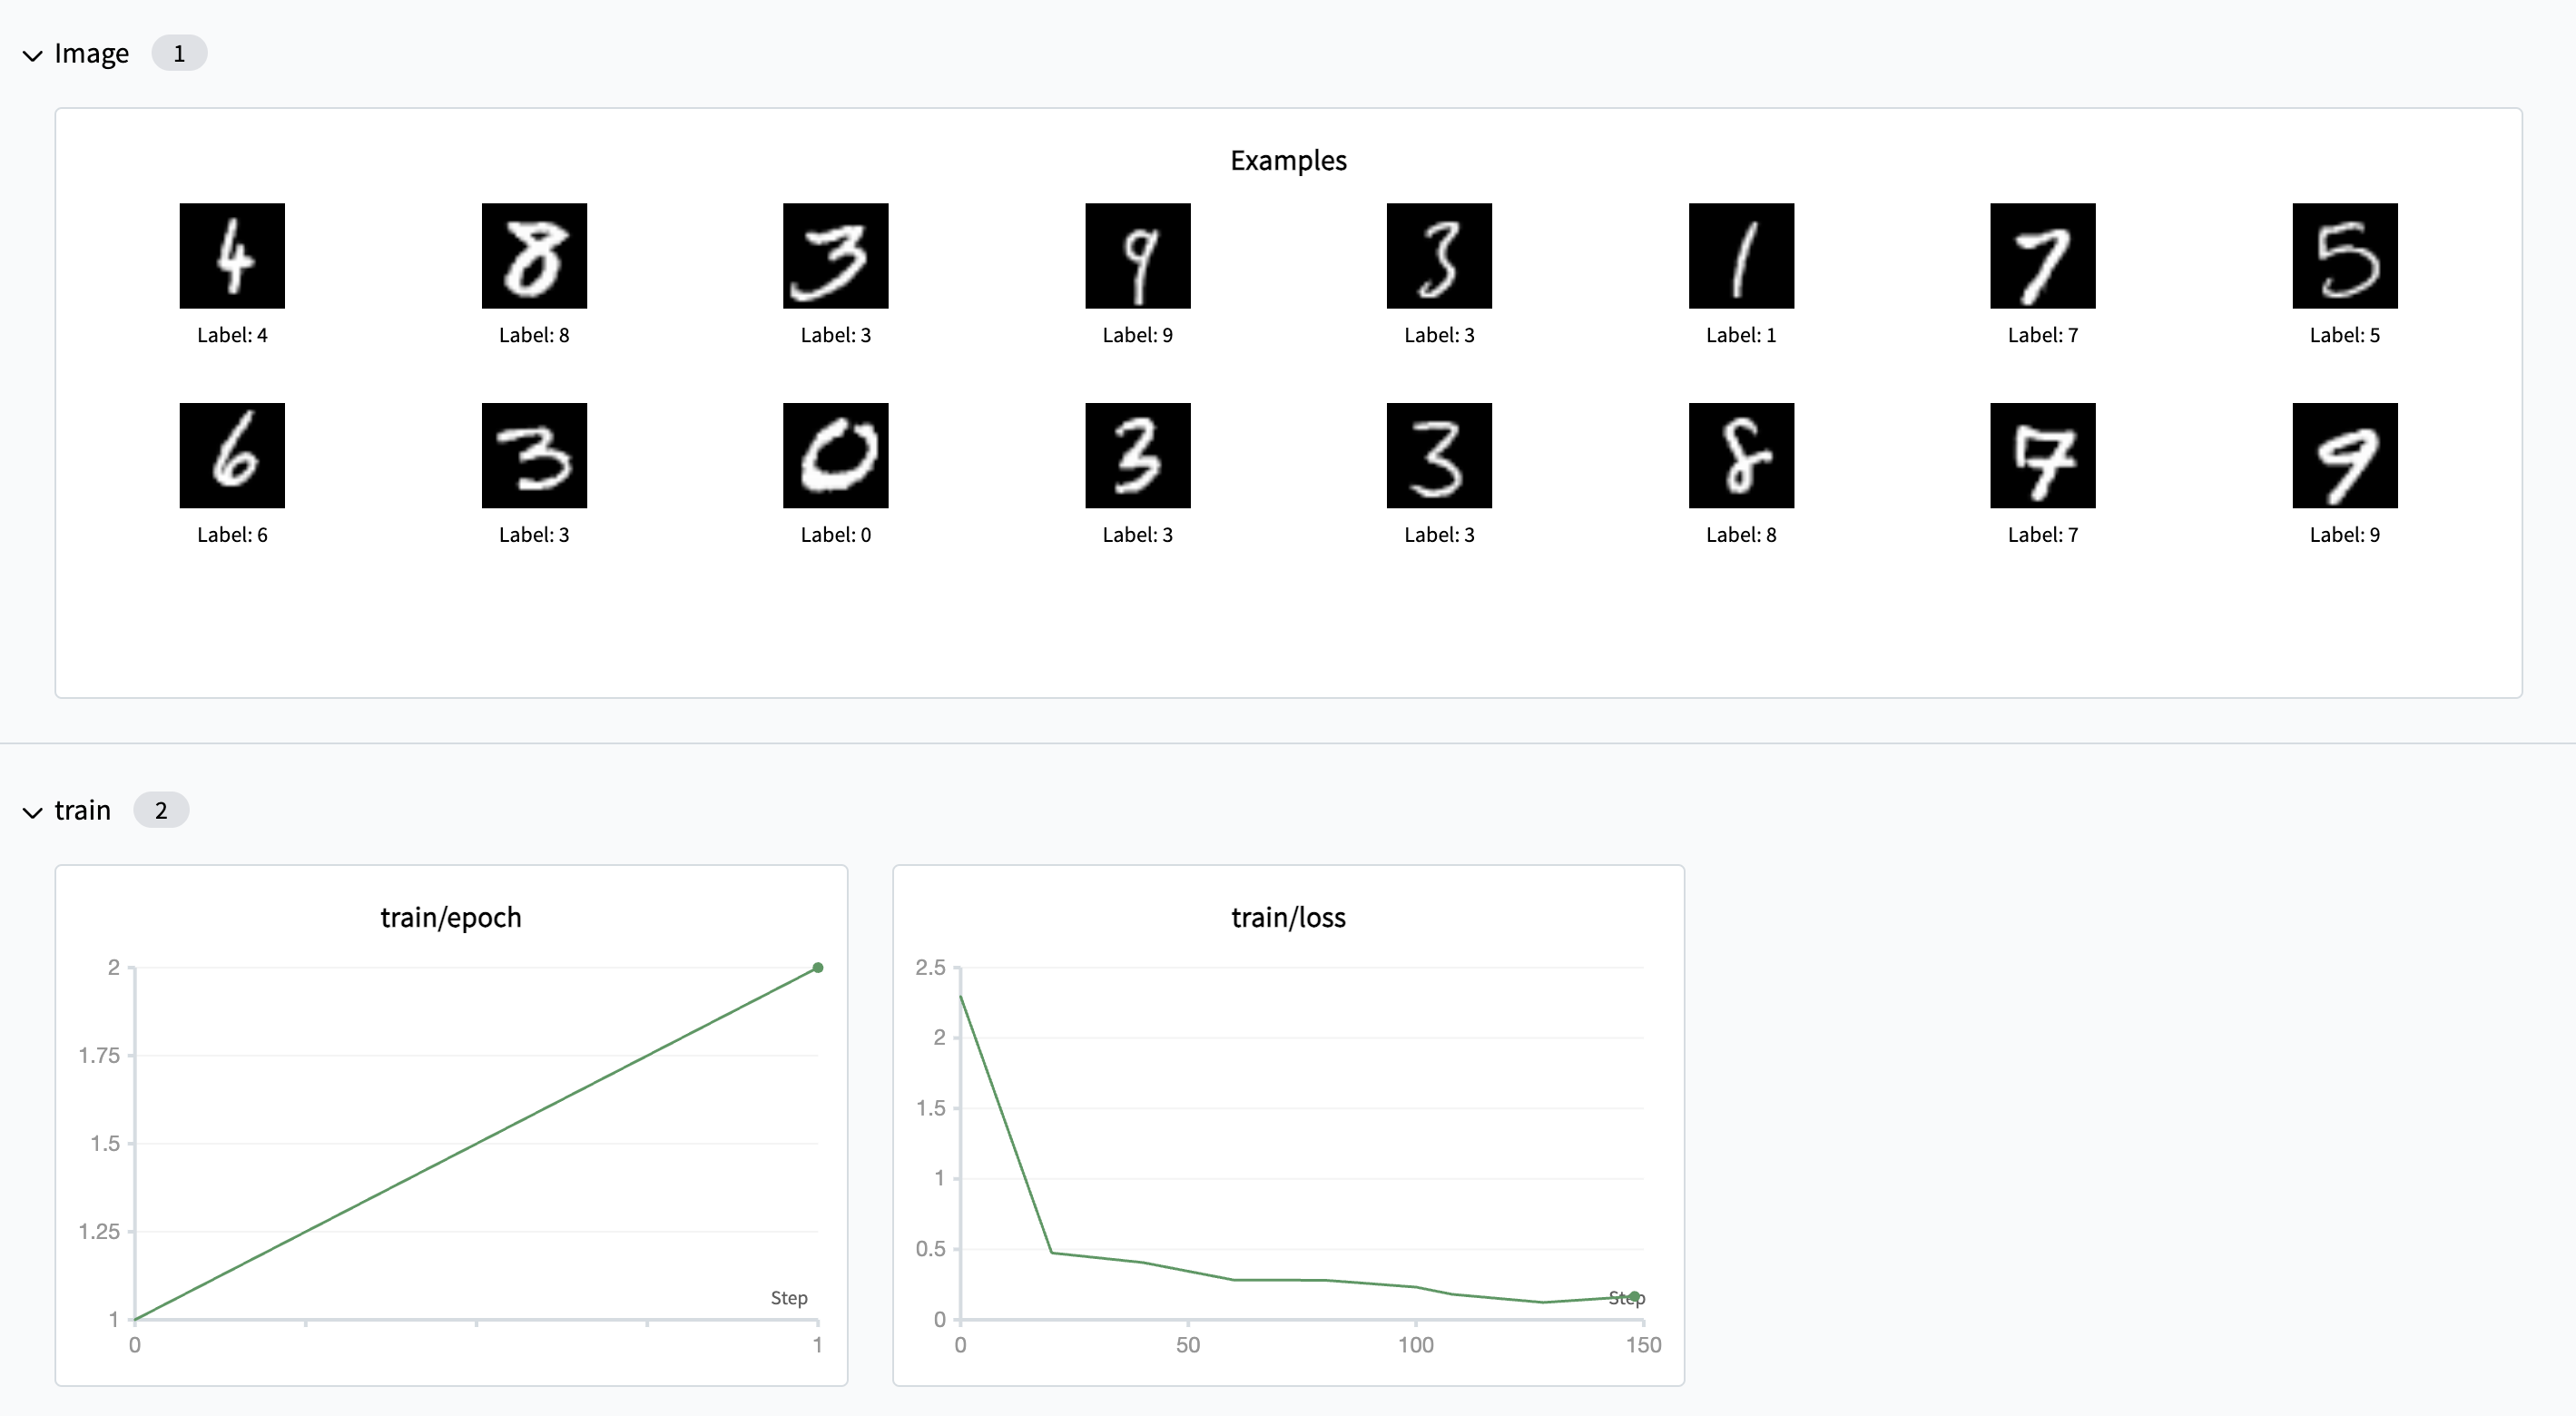 Image 1
Examples
4 8 3 9 3 1 7 5
Label: 4 Label: 8 Label: 3 Label: 9 Label: 3 Label: 1 Label: 7 Label: 5
6 3 0 3 3 8 7 9
Label: 6 Label: 3 Label: 0 Label: 3 Label: 3 Label: 8 Label: 7 Label: 9
train 2
train/epoch
2
1.75
1.5
1.25
1
Step
0 1
train/loss
2.5
2
1.5
1
0.5
0
Step
0 50 100 150